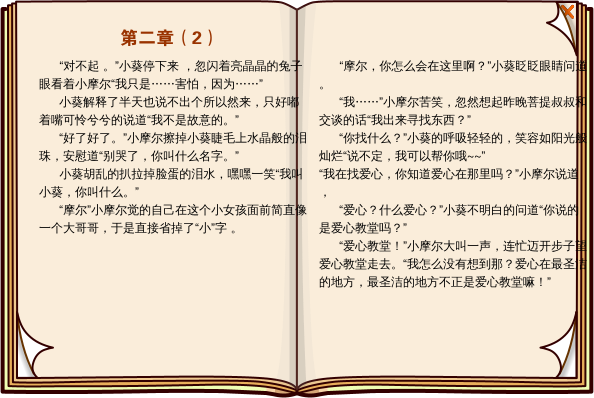 第二章（2）
“对不起 。”小葵停下来 ，忽闪着亮晶晶的兔子
眼看着小摩尔“我只是……害怕，因为……”
小葵解释了半天也说不出个所以然来，只好嘟
着嘴可怜兮兮的说道“我不是故意的。”
“好了好了。”小摩尔擦掉小葵睫毛上水晶般的泪
珠，安慰道“别哭了，你叫什么名字。”
小葵胡乱的扒拉掉脸蛋的泪水，嘿嘿一笑“我叫
小葵，你叫什么。”
“摩尔”小摩尔觉的自己在这个小女孩面前简直像
一个大哥哥，于是直接省掉了“小”字 。
“摩尔，你怎么会在这里啊？”小葵眨眨眼睛问道
。
“我……”小摩尔苦笑，忽然想起昨晚菩提叔叔和
交谈的话“我出来寻找东西？”
“你找什么？”小葵的呼吸轻轻的，笑容如阳光般
灿烂“说不定，我可以帮你哦~~”
“我在找爱心，你知道爱心在那里吗？”小摩尔说道
，
“爱心？什么爱心？”小葵不明白的问道“你说的
是爱心教堂吗？”
“爱心教堂！”小摩尔大叫一声，连忙迈开步子望
爱心教堂走去。“我怎么没有想到那？爱心在最圣洁
的地方，最圣洁的地方不正是爱心教堂嘛！”